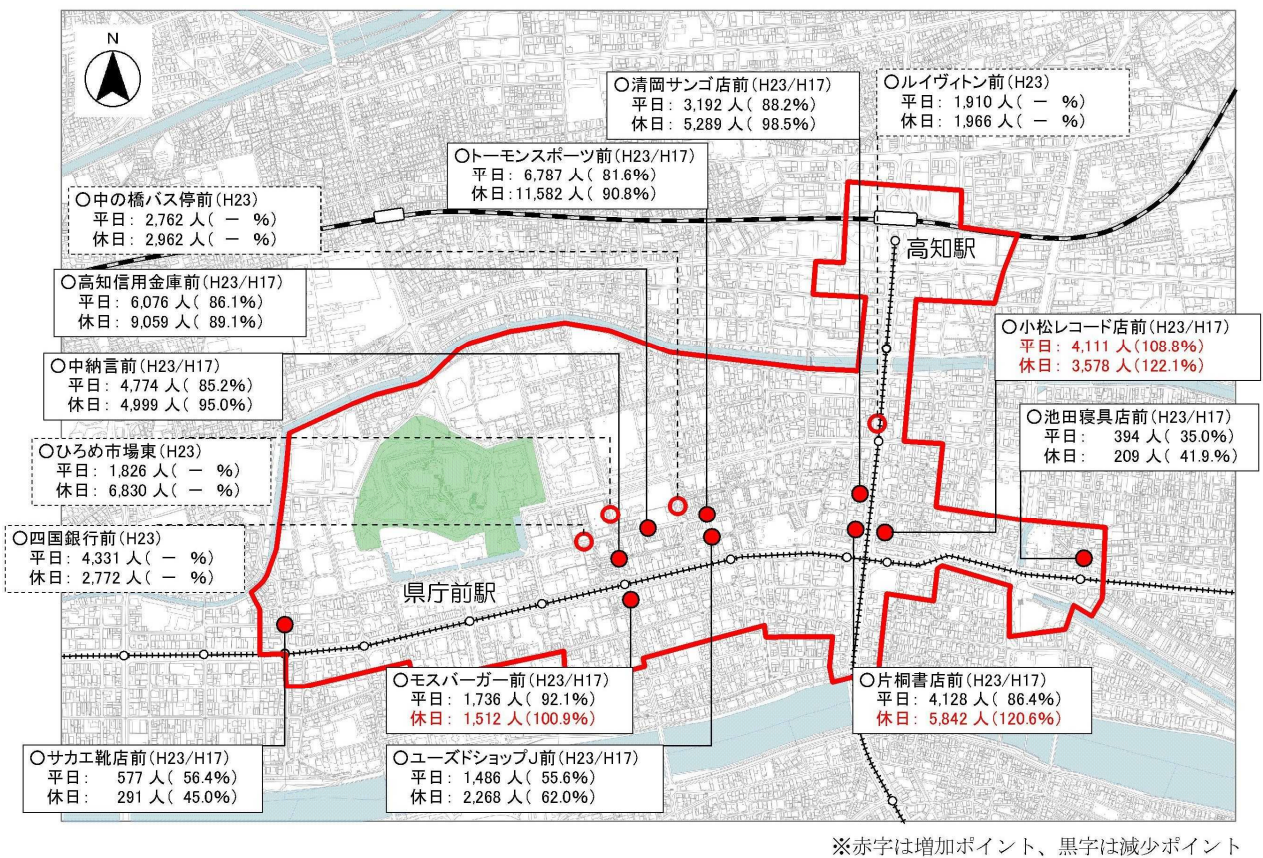 N
○清岡サンゴ店前(H23/H17)
平日: 3,192 人( 88.2%)
休日: 5,289 人( 98.5%)
○ルイヴィトン前(H23)
平日: 1,910 人( ー %)
休日: 1,966 人( ー %)
○トーモンスポーツ前(H23/H17)
平日: 6,787 人( 81.6%)
休日:11,582 人( 90.8%)
○中の橋バス停前(H23)
平日: 2,762 人( ー %)
休日: 2,962 人( ー %)
高知駅
○高知信用金庫前(H23/H17)
平日: 6,076 人( 86.1%)
休日: 9,059 人( 89.1%)
○小松レコード店前(H23/H17)
平日: 4,111 人(108.8%)
休日: 3,578 人(122.1%)
○中納言前(H23/H17)
平日: 4,774 人( 85.2%)
休日: 4,999 人( 95.0%)
○池田寝具店前(H23/H17)
平日: 394 人( 35.0%)
休日: 209 人( 41.9%)
○ひろめ市場東(H23)
平日: 1,826 人( ー %)
休日: 6,830 人( ー %)
○四国銀行前(H23)
平日: 4,331 人( ー %)
休日: 2,772 人( ー %)
県庁前駅
○モスバーガー前(H23/H17)
平日: 1,736 人( 92.1%)
休日: 1,512 人(100.9%)
○片桐書店前(H23/H17)
平日: 4,128 人( 86.4%)
休日: 5,842 人(120.6%)
○サカエ靴店前(H23/H17)
平日: 577 人( 56.4%)
休日: 291 人( 45.0%)
○ユーズドショップJ前(H23/H17)
平日: 1,486 人( 55.6%)
休日: 2,268 人( 62.0%)
※赤字は増加ポイント、黒字は減少ポイント